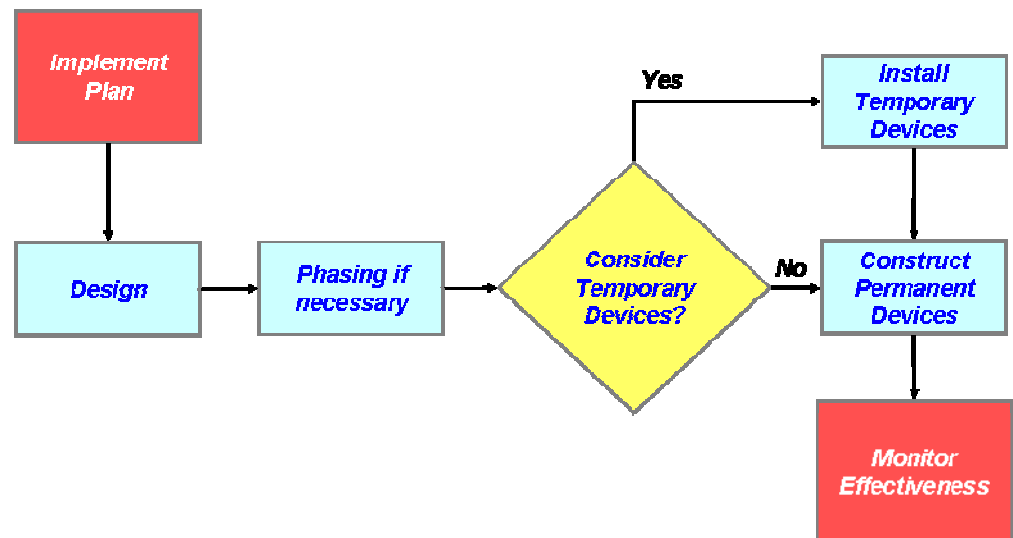 Implement
Plan
Design
Phasing if
necessary
Consider
Temporary
Devices?
Yes
No
Install
Temporary
Devices
Construct
Permanent
Devices
Monitor
Effectiveness